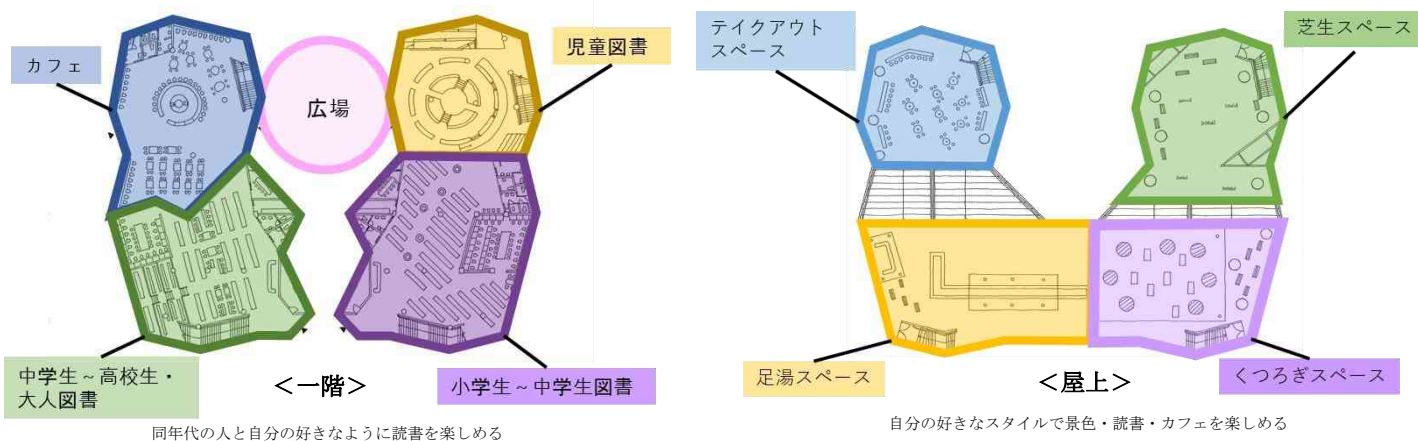 カフェ
児童図書
広場
中学生～高校生・
大人図書
＜一階＞
小学生～中学生図書
同年代の人と自分の好きなように読書を楽しめる
テイクアウト
スペース
芝生スペース
足湯スペース
＜屋上＞
くつろぎスペース
自分の好きなスタイルで景色・読書・カフェを楽しめる